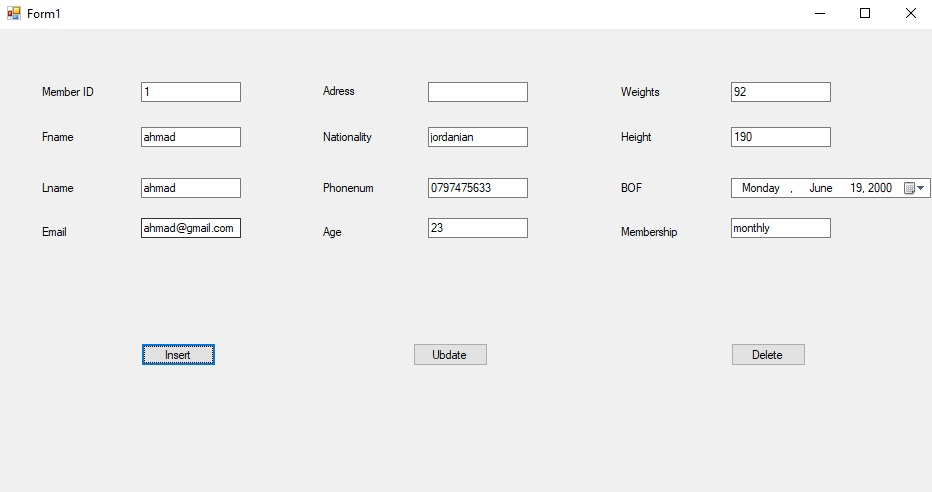 Form1
Member ID 1 Adress Weights 92
Fname ahmad Nationality jordanian Height 190
Lname ahmad Phonenum 0797475633 BOF Monday , June 19, 2000
Email ahmad@gmail.com Age 23 Membership monthly
Insert Ubdate Delete